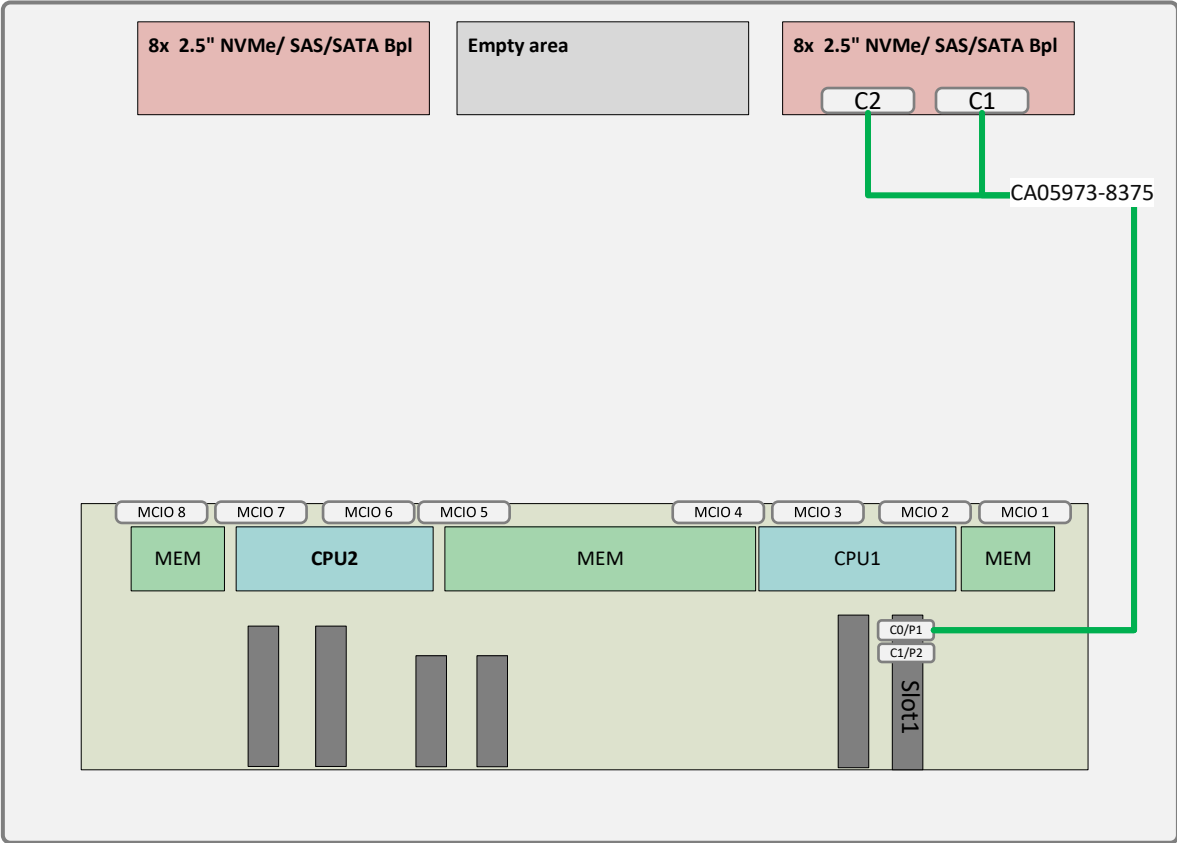 8x 2.5" NVMe/ SAS/SATA Bpl
Empty area
8x 2.5" NVMe/ SAS/SATA Bpl
C2
C1
CA05973-8375
MCIO 8
MCIO 7
MCIO 6
MCIO 5
MCIO 4
MCIO 3
MCIO 2
MCIO 1
MEM
CPU2
MEM
CPU1
MEM
C0/P1
C1/P2
Slot1